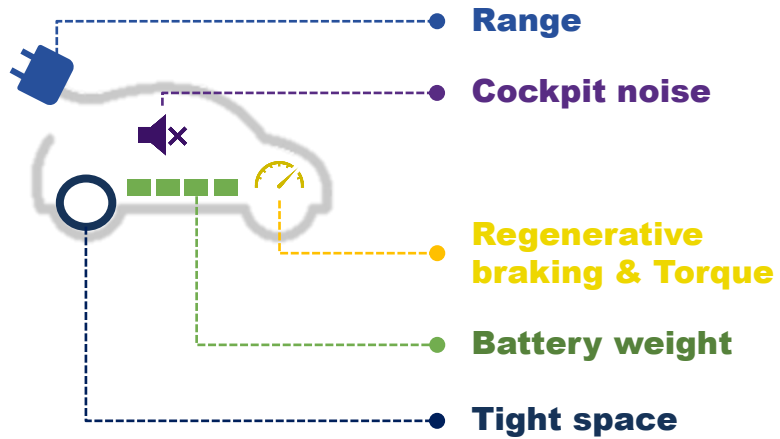 Range
Cockpit noise
Regenerative
braking & Torque
Battery weight
Tight space